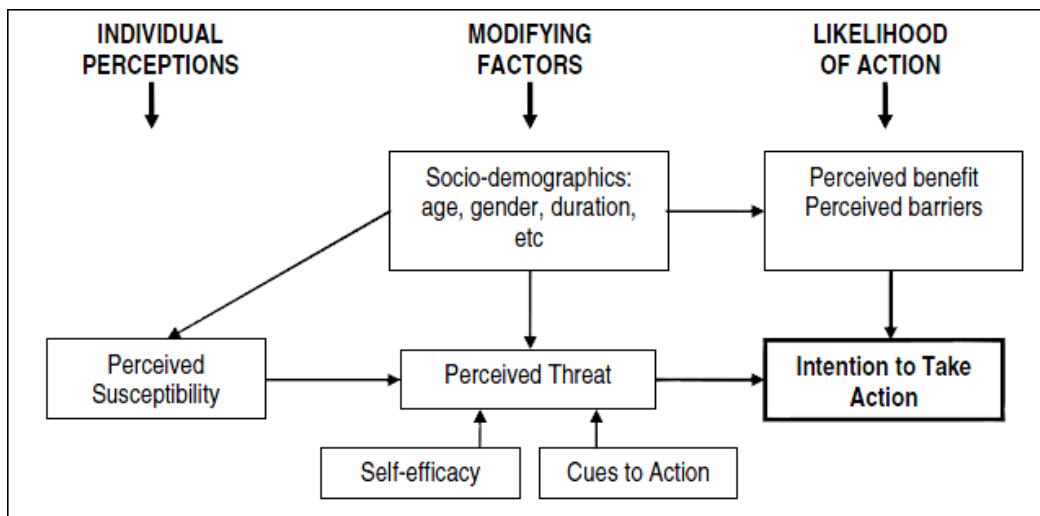 INDIVIDUAL
PERCEPTIONS
MODIFYING
FACTORS
LIKELIHOOD
OF ACTION
Socio-demographics:
age, gender, duration,
etc
Perceived benefit
Perceived barriers
Perceived
Susceptibility
Perceived Threat
Intention to Take
Action
Self-efficacy
Cues to Action